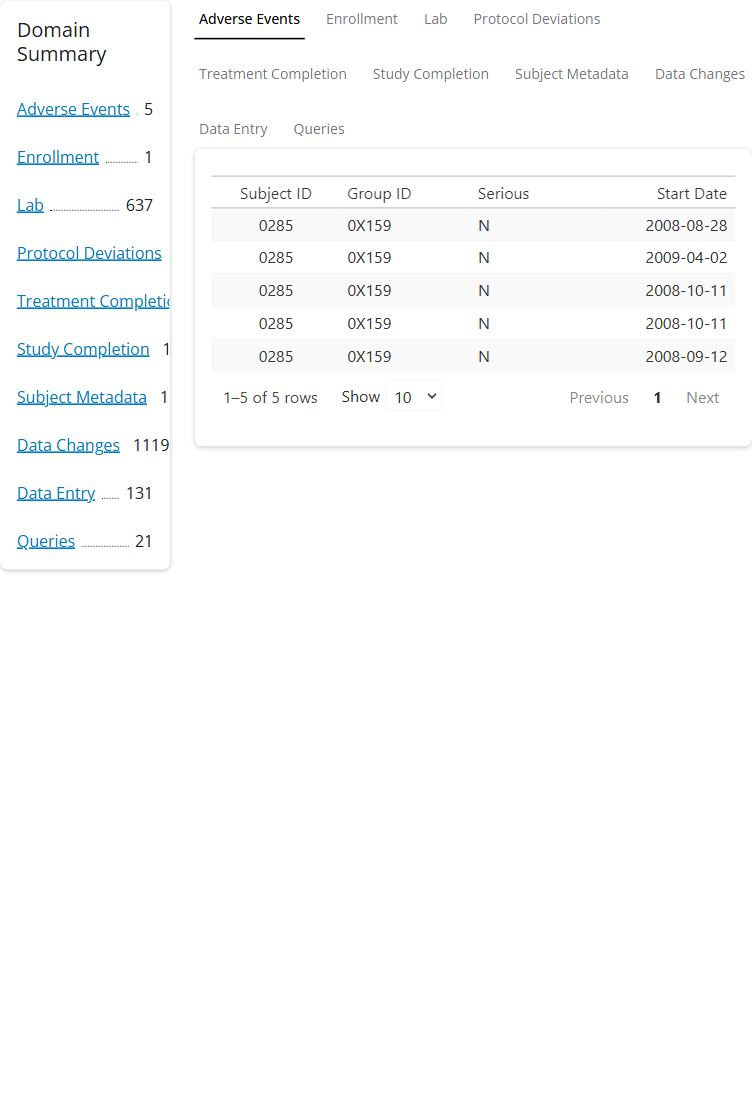 Domain
Summary
Adverse Events 5
Enrollment 1
Lab 637
Protocol Deviations
Treatment
Study Completion 1
Subject Metadata 1
Data Changes 1119
Data Entry 131
Queries 21
Adverse Events Enrollment Lab Protocol Deviations
Treatment Completion Study Completion Subject Metadata Data Changes
Data Entry Queries
Subject ID Group ID Serious Start Date
0285 0X159 N 2008-08-28
0285 0X159 N 2009-04-02
0285 0X159 N 2008-10-11
0285 0X159 N 2008-10-11
0285 0X159 N 2008-09-12
1–5 of 5 rows Show 10 Previous 1 Next